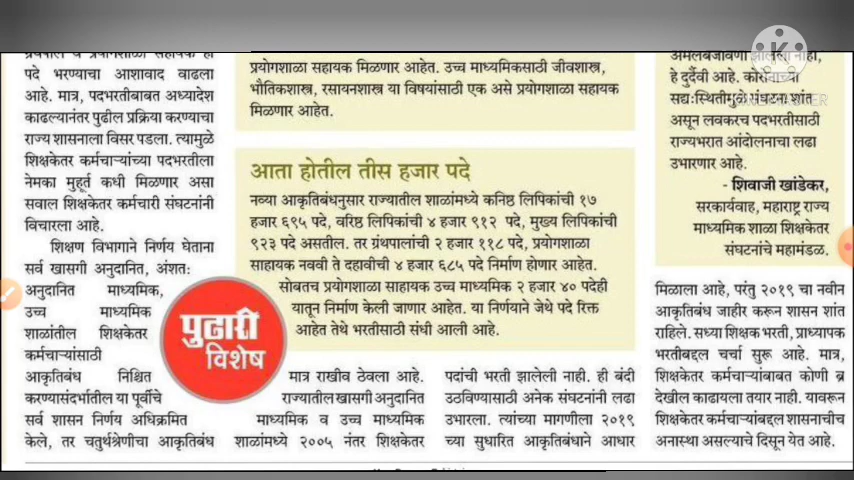 ग्रंथपाल व प्रयोगशाळा सहायक ही
पदे भरण्याचा आशावाद वाढला
आहे. मात्र, पदभरतीबाबत अध्यादेश
काढल्यानंतर पुढील प्रक्रिया करण्याचा
राज्य शासनाला विसर पडला. त्यामुळे
शिक्षकेतर कर्मचाऱ्यांच्या पदभरतीला
नेमका मुहूर्त कधी मिळणार असा
सवाल शिक्षकेतर कर्मचारी संघटनांनी
विचारला आहे.
शिक्षण विभागाने निर्णय घेताना
सर्व खासगी अनुदानित, अंशत:
अनुदानित माध्यमिक,
उच्च माध्यमिक
शाळांतील शिक्षकेतर
कर्मचाऱ्यांसाठी
आकृतिबंध निश्चित
करण्यासंदर्भातील या पूर्वीचे
सर्व शासन निर्णय अधिक्रमित
केले, तर चतुर्थश्रेणीचा आकृतिबंध
प्रयोगशाळा सहायक मिळणार आहेत. उच्च माध्यमिकसाठी जीवशास्त्र,
भौतिकशास्त्र, रसायनशास्त्र या विषयांसाठी एक असे प्रयोगशाळा सहायक
मिळणार आहेत.
आता होतील तीस हजार पदे
नव्या आकृतिबंधनुसार राज्यातील शाळांमध्ये कनिष्ठ लिपिकांची १७
हजार ६९५ पदे, वरिष्ठ लिपिकांची ४ हजार ९१२ पदे, मुख्य लिपिकांची
९२३ पदे असतील. तर ग्रंथपालांची २ हजार ११८ पदे, प्रयोगशाळा
साहायक नववी ते दहावीची ४ हजार ६८५ पदे निर्माण होणार आहेत.
सोबतच प्रयोगशाळा साहायक उच्च माध्यमिक २ हजार ४० पदेही
यातून निर्माण केली जाणार आहेत. या निर्णयाने जेथे पदे रिक्त
आहेत तेथे भरतीसाठी संधी आली आहे.
पुढारी
विशेष
मात्र राखीव ठेवला आहे.
राज्यातील खासगी अनुदानित
माध्यमिक व उच्च माध्यमिक
शाळांमध्ये २००५ नंतर शिक्षकेतर
पदांची भरती झालेली नाही. ही बंदी
उठविण्यासाठी अनेक संघटनांनी लढा
उभारला. त्यांच्या मागणीला २०१९
च्या सुधारित आकृतिबंधाने आधार
अमलबजावणी झालेली नाही,
हे दुर्दैवी आहे. कोरोनाच्या
सद्य:स्थितीमुळे संघटना शांत
असून लवकरच पदभरतीसाठी
राज्यभरात आंदोलनाचा लढा
उभारणार आहे.
- शिवाजी खांडेकर,
सरकार्यवाह, महाराष्ट्र राज्य
माध्यमिक शाळा शिक्षकेतर
संघटनांचे महामंडळ.
मिळाला आहे, परंतु २०१९ चा नवीन
आकृतिबंध जाहीर करून शासन शांत
राहिले. सध्या शिक्षक भरती, प्राध्यापक
भरतीबद्दल चर्चा सुरू आहे. मात्र,
शिक्षकेतर कर्मचाऱ्यांबाबत कोणी ब्र
देखील काढायला तयार नाही. यावरून
शिक्षकेतर कर्मचाऱ्यांबद्दल शासनाचीच
अनास्था असल्याचे दिसून येत आहे.